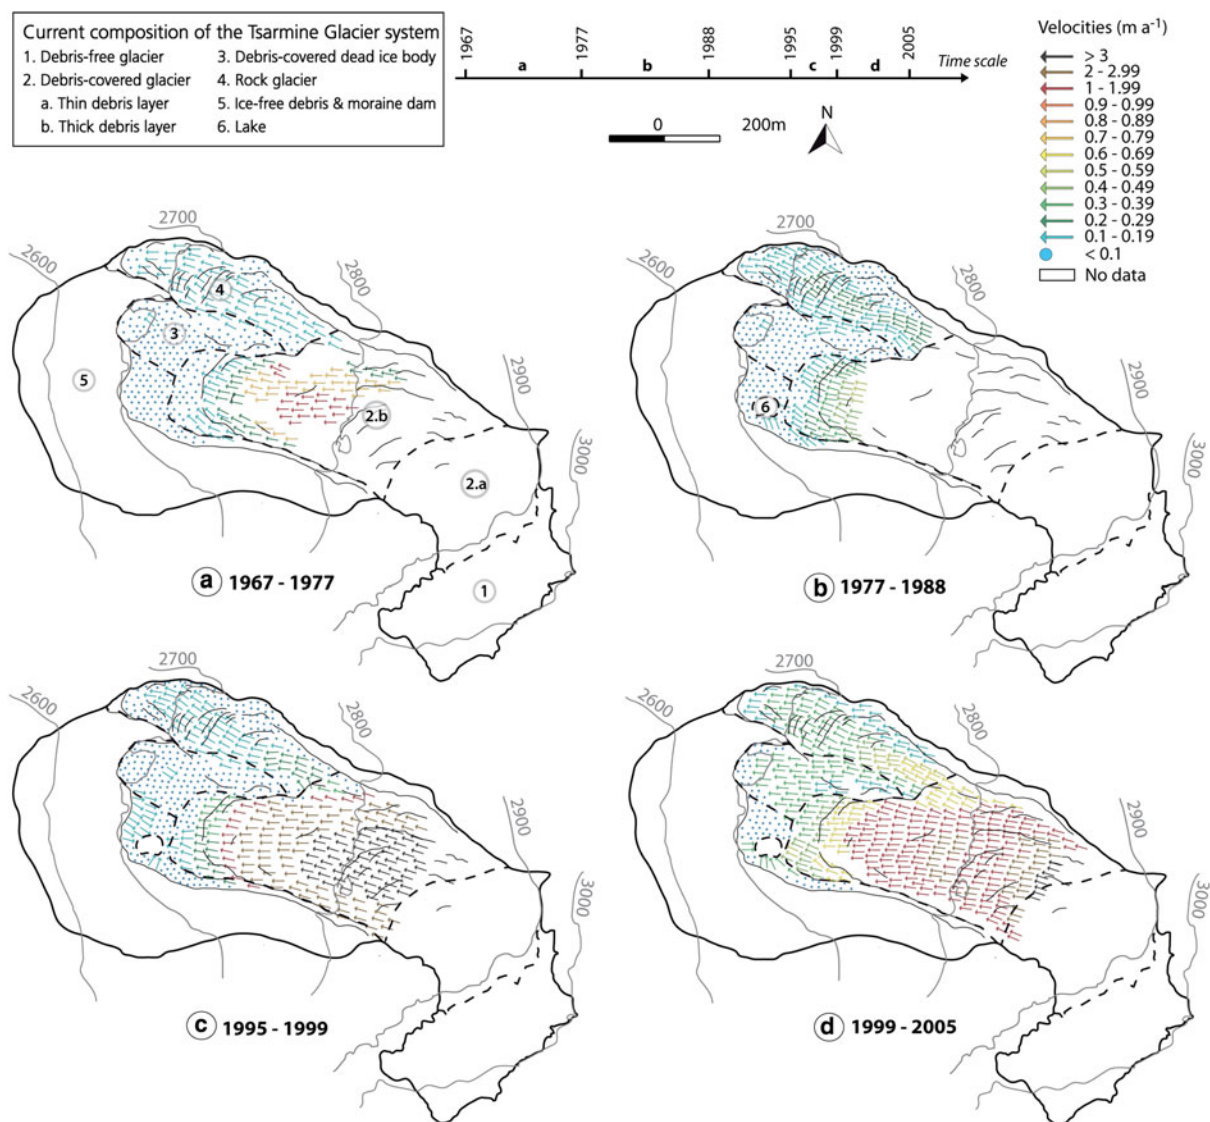 Current composition of the Tsarmine Glacier system
1. Debris-free glacier
2. Debris-covered glacier
a. Thin debris layer
b. Thick debris layer
3. Debris-covered dead ice body
4. Rock glacier
5. Ice-free debris & moraine dam
6. Lake
1967
1977
1988
1995
1999
2005
a
b
c
d
Time scale
0
200m
N
Velocities (m a-1)
> 3
2 - 2.99
1 - 1.99
0.9 - 0.99
0.8 - 0.89
0.7 - 0.79
0.6 - 0.69
0.5 - 0.59
0.4 - 0.49
0.3 - 0.39
0.2 - 0.29
0.1 - 0.19
< 0.1
No data
2700
2600
2800
2900
3000
4
3
5
2.b
2.a
1
a 1967 - 1977
2700
2600
2800
2900
3000
6
b 1977 - 1988
2700
2600
2800
2900
3000
c 1995 - 1999
2700
2600
2800
2900
3000
d 1999 - 2005